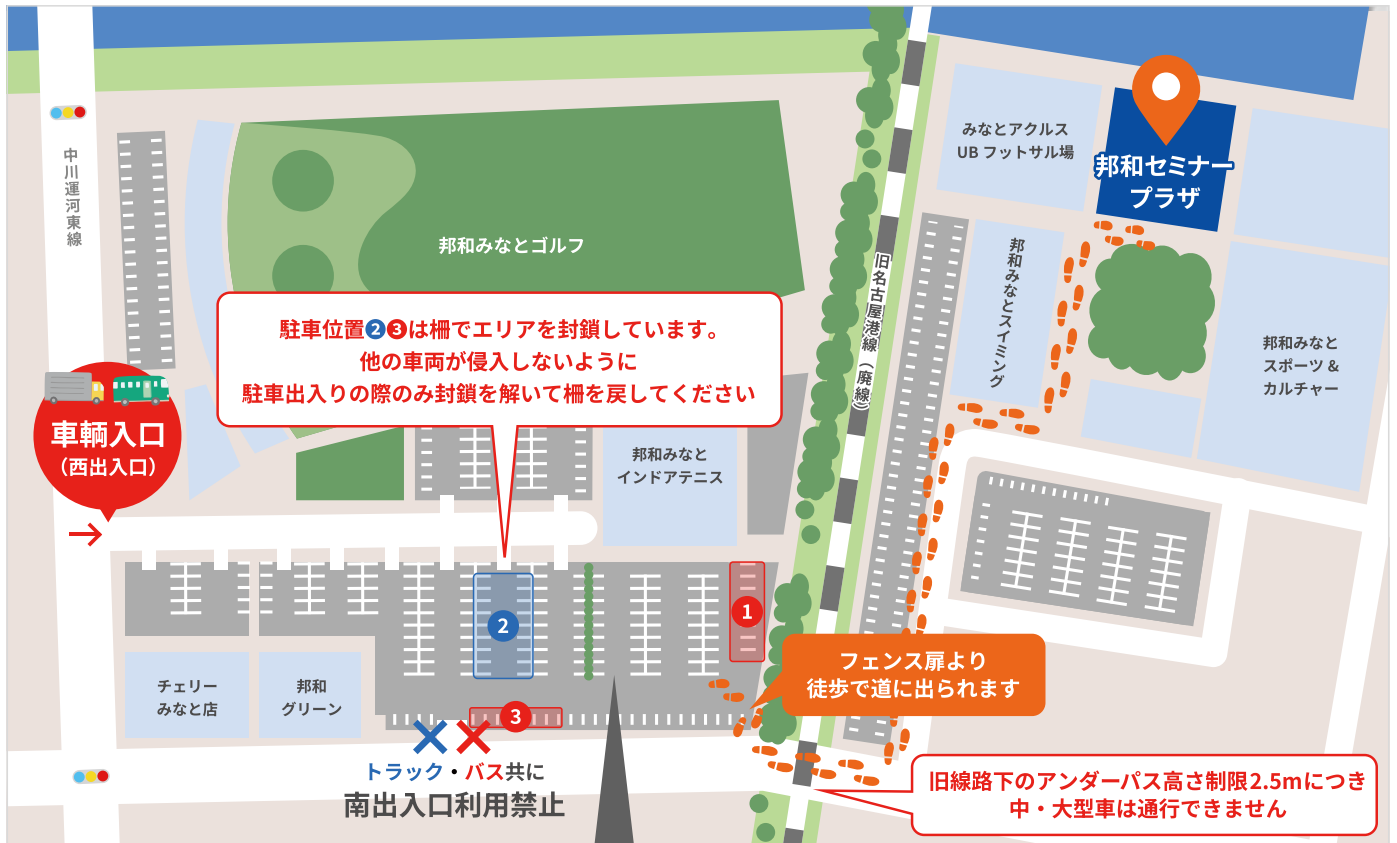 中川運河東線
みなとアクルス
UB フットサル場
邦和セミナー
プラザ
邦和みなとゴルフ
旧名古屋港線（廃線）
邦和みなとスイミング
邦和みなと
スポーツ &
カルチャー
駐車位置❷❸は柵でエリアを封鎖しています。
他の車両が侵入しないように
駐車出入りの際のみ封鎖を解いて柵を戻してください
車輌入口
（西出入口）
邦和みなと
インドアテニス
1
2
3
フェンス扉より
徒歩で道に出られます
チェリー
みなと店
邦和
グリーン
トラック・バス共に
南出入口利用禁止
旧線路下のアンダーパス高さ制限2.5mにつき
中・大型車は通行できません